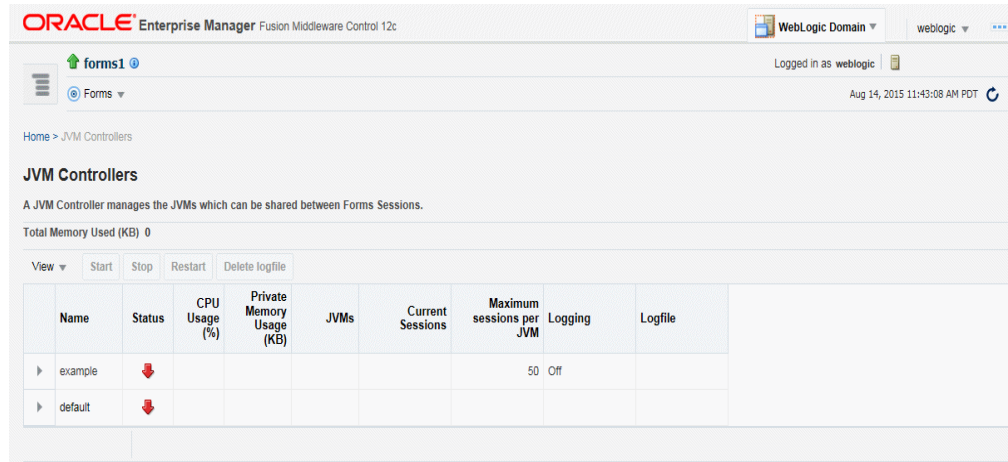 ORACLE Enterprise Manager Fusion Middleware Control 12c
WebLogic Domain
weblogic
forms1
Logged in as weblogic
Forms
Aug 14, 2015 11:43:08 AM PDT
Home > JVM Controllers
JVM Controllers
A JVM Controller manages the JVMs which can be shared between Forms Sessions.
Total Memory Used (KB) 0
View Start Stop Restart Delete logfile
Name Status CPU Usage (%) Private Memory Usage (KB) JVMs Current Sessions Maximum sessions per JVM Logging Logfile
example 50 Off
default